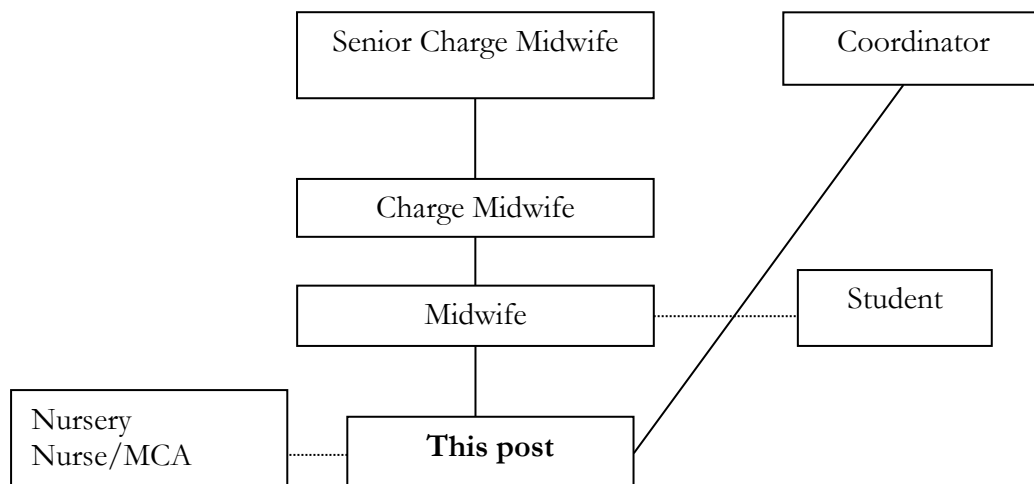 Senior Charge Midwife
Coordinator
Charge Midwife
Midwife
Student
Nursery
Nurse/MCA
This post